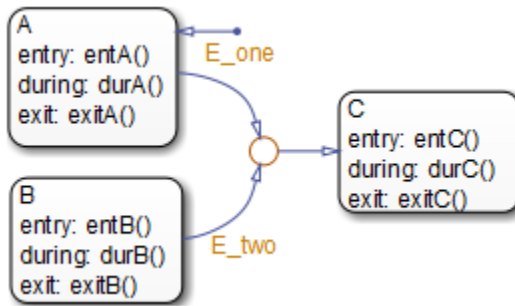 A
entry: entA()
during: durA()
exit: exitA()
E_one
C
entry: entC()
during: durC()
exit: exitC()
B
entry: entB()
during: durB()
exit: exitB()
E_two